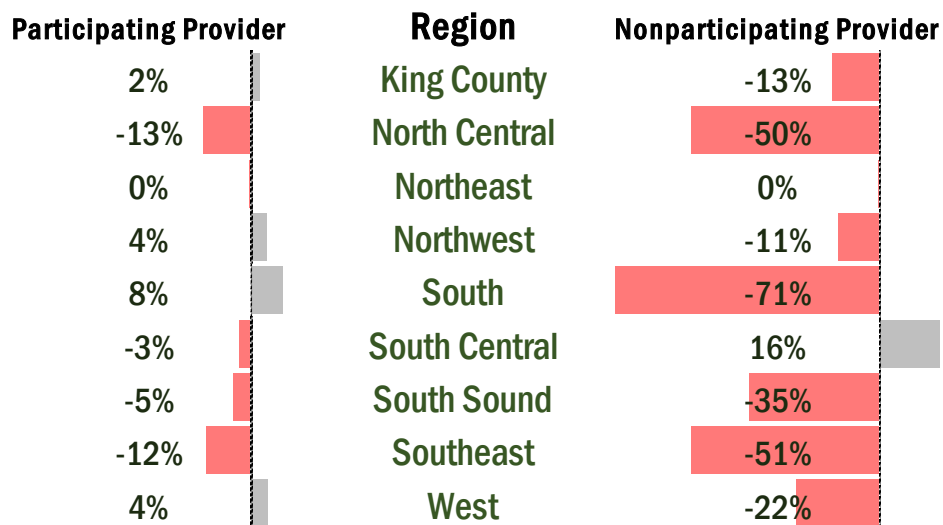 Participating Provider Region Nonparticipating Provider
2% King County -13%
-13% North Central -50%
0% Northeast 0%
4% Northwest -11%
8% South -71%
-3% South Central 16%
-5% South Sound -35%
-12% Southeast -51%
4% West -22%